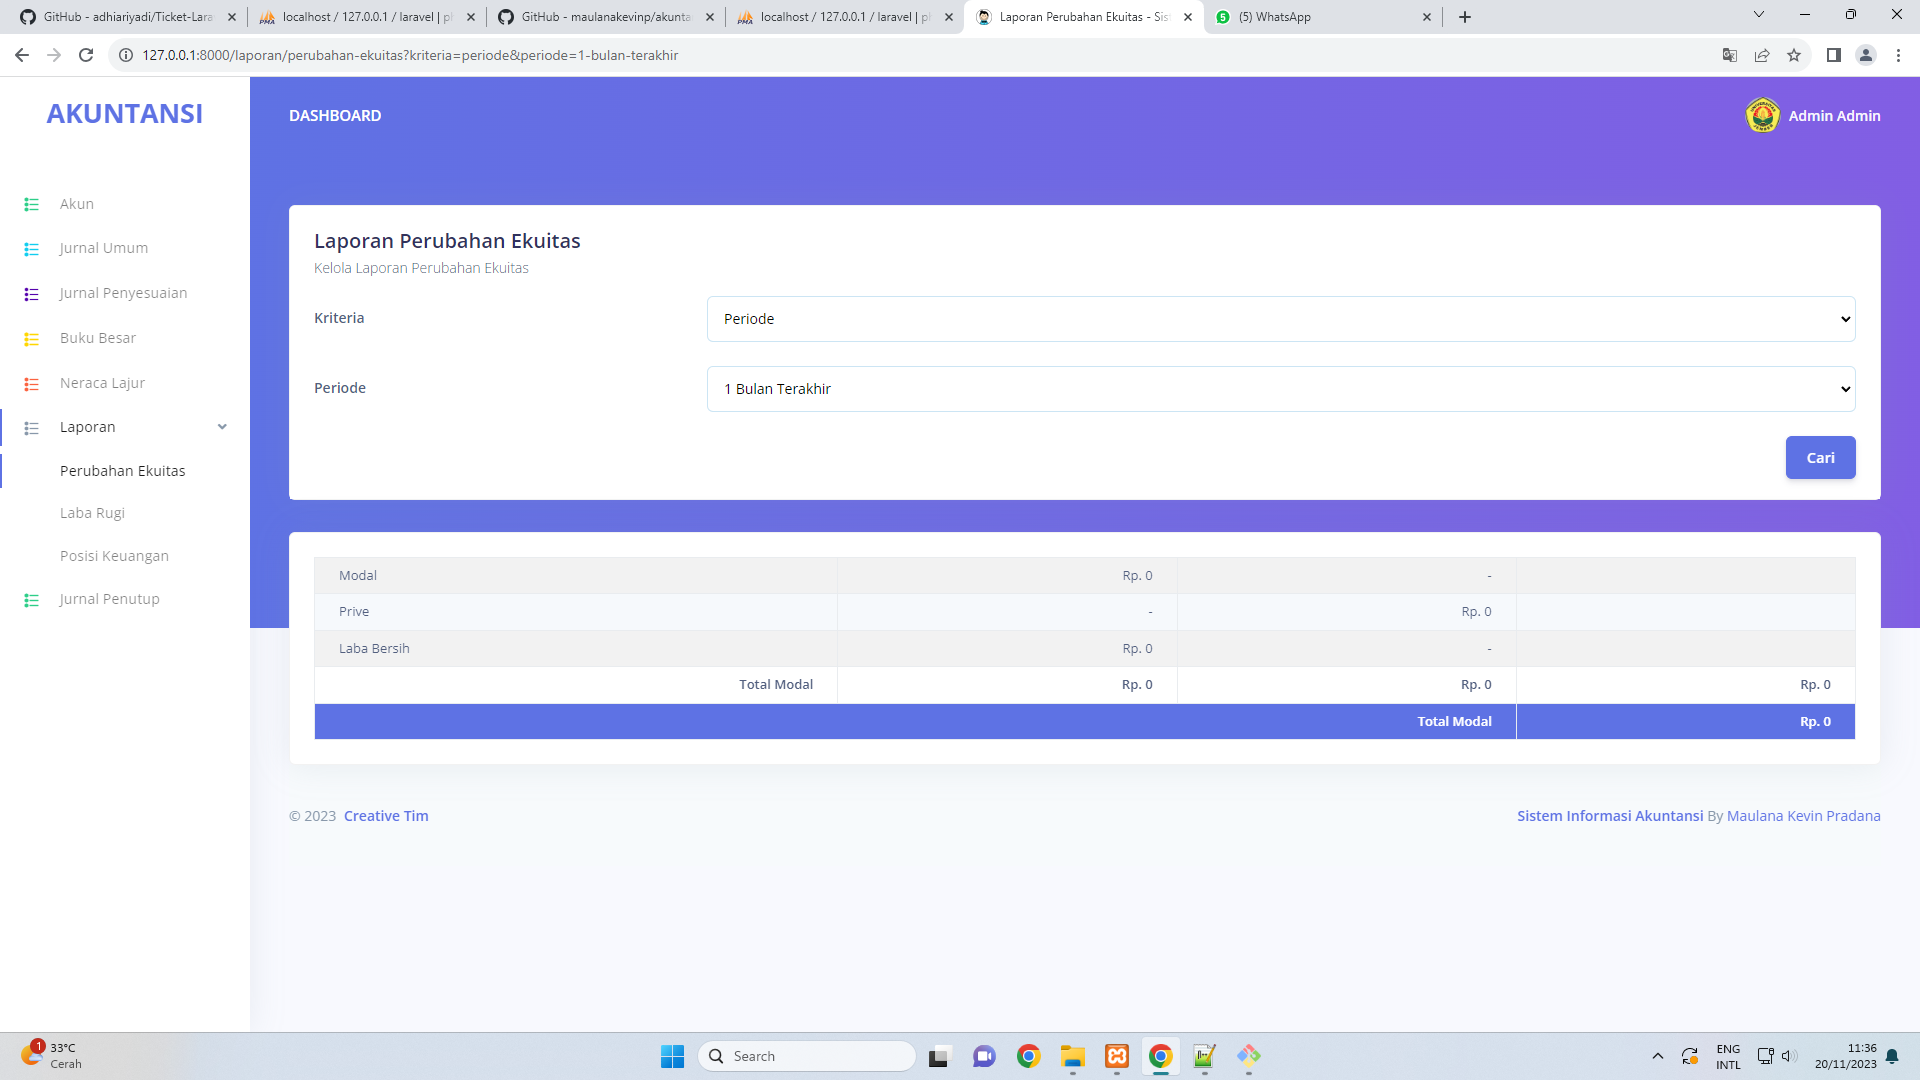 GitHub - adhiariyadi/Ticket-Lara
localhost / 127.0.0.1 / laravel | p
GitHub - maulanakevinp/akunta
localhost / 127.0.0.1 / laravel | p
Laporan Perubahan Ekuitas - Sis
(5) WhatsApp
127.0.0.1:8000/laporan/perubahan-ekuitas?kriteria=periode&periode=1-bulan-terakhir
AKUNTANSI
DASHBOARD
Admin Admin
Akun
Jurnal Umum
Jurnal Penyesuaian
Buku Besar
Neraca Lajur
Laporan
Perubahan Ekuitas
Laba Rugi
Posisi Keuangan
Jurnal Penutup
Laporan Perubahan Ekuitas
Kelola Laporan Perubahan Ekuitas
Kriteria
Periode
Periode
1 Bulan Terakhir
Cari
Modal Rp. 0 -
Prive - Rp. 0
Laba Bersih Rp. 0 -
Total Modal Rp. 0 Rp. 0 Rp. 0
Total Modal Rp. 0
© 2023 Creative Tim
Sistem Informasi Akuntansi By Maulana Kevin Pradana
1
33°C
Cerah
Search
ENG
INTL
11:36
20/11/2023